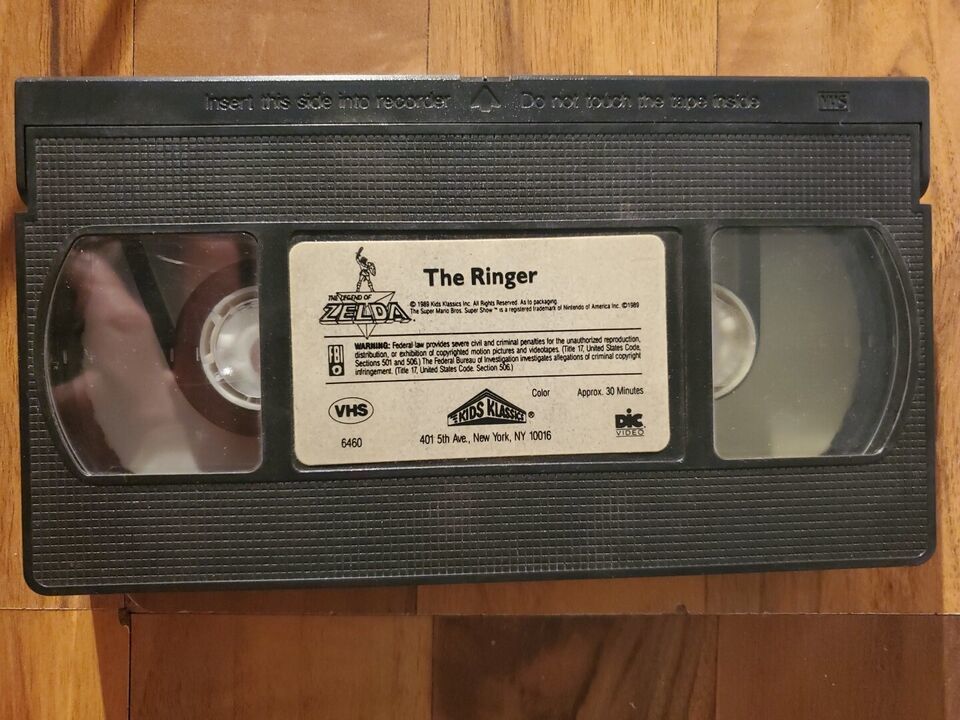 Insert this side into recorder Do not touch the tape inside VHS
The Ringer
THE LEGEND OF
ZELDA
© 1989 Kids Klassics Inc. All Rights Reserved. As to packaging.
The Super Mario Bros. Super Show™ is a registered trademark of Nintendo of America Inc. ©1989
FBI
WARNING: Federal law provides severe civil and criminal penalties for the unauthorized reproduction,
distribution, or exhibition of copyrighted motion pictures and videotapes. (Title 17, United States Code,
Sections 501 and 506.) The Federal Bureau of Investigation investigates allegations of criminal copyright
infringement. (Title 17, United States Code. Section 506.)
Color Approx. 30 Minutes
VHS
KIDS KLASSICS®
DIC
VIDEO
6460
401 5th Ave., New York, NY 10016